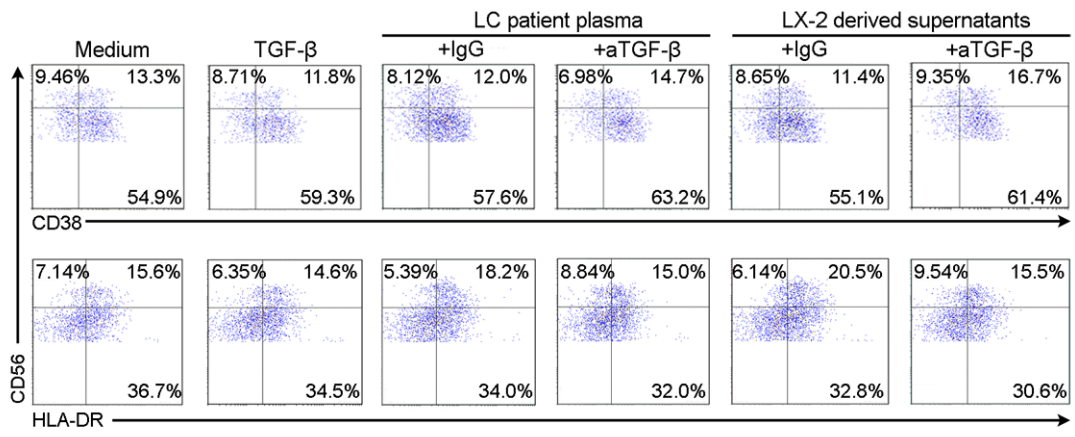 LC patient plasma LX-2 derived supernatants
Medium TGF-β +IgG +aTGF-β +IgG +aTGF-β
9.46% 13.3% 8.71% 11.8% 8.12% 12.0% 6.98% 14.7% 8.65% 11.4% 9.35% 16.7%
54.9% 59.3% 57.6% 63.2% 55.1% 61.4%
CD38
7.14% 15.6% 6.35% 14.6% 5.39% 18.2% 8.84% 15.0% 6.14% 20.5% 9.54% 15.5%
36.7% 34.5% 34.0% 32.0% 32.8% 30.6%
CD56
HLA-DR